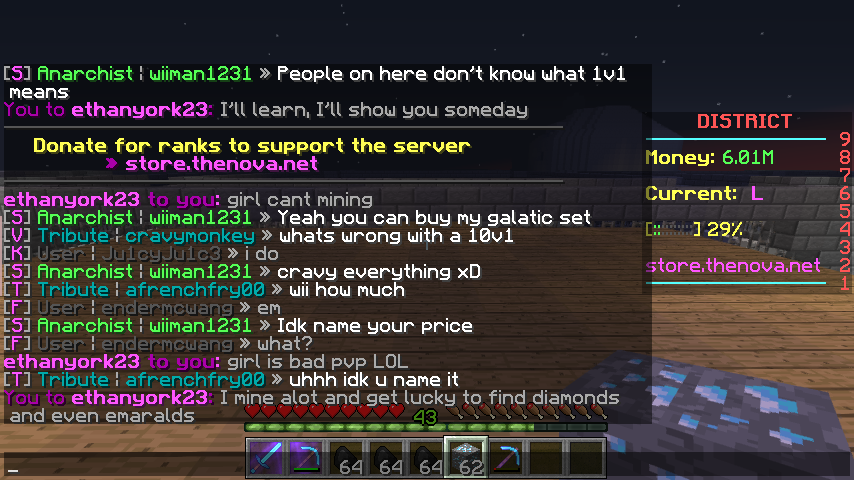 [S] Anarchist ¦ wiiman1231 » People on here don't know what 1v1
means
You to ethanyork23: I'll learn, I'll show you someday
Donate for ranks to support the server
» store.thenova.net
ethanyork23 to you: girl cant mining
[S] Anarchist ¦ wiiman1231 » Yeah you can buy my galatic set
[V] Tribute ¦ cravymonkey » whats wrong with a 10v1
[K] User ¦ Ju1cyJu1c3 » i do
[S] Anarchist ¦ wiiman1231 » cravy everything xD
[T] Tribute ¦ afrenchfry00 » wii how much
[F] User ¦ endermcwang » em
[S] Anarchist ¦ wiiman1231 » Idk name your price
[F] User ¦ endermcwang » what?
ethanyork23 to you: girl is bad pvp LOL
[T] Tribute ¦ afrenchfry00 » uhhh idk u name it
You to ethanyork23: I mine alot and get lucky to find diamonds
and even emaralds
DISTRICT
9
Money: 6.01M 8
7
Current: L 6
5
[::::::] 29% 4
3
store.thenova.net 2
1
43
64 64 64 62
_